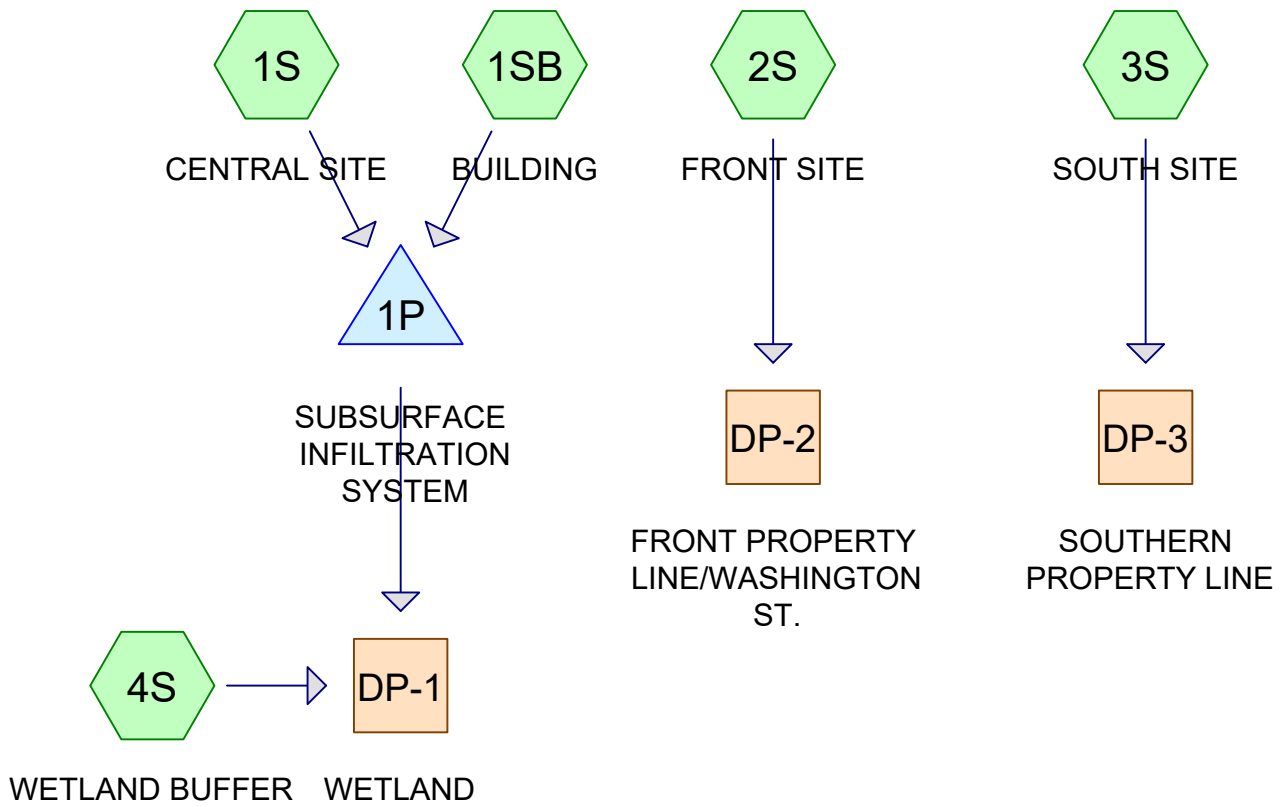 1S
1SB
2S
3S
CENTRAL SITE
BUILDING
FRONT SITE
SOUTH SITE
1P
SUBSURFACE
INFILTRATION
SYSTEM
DP-2
DP-3
FRONT PROPERTY
LINE/WASHINGTON
ST.
SOUTHERN
PROPERTY LINE
4S
DP-1
WETLAND BUFFER
WETLAND